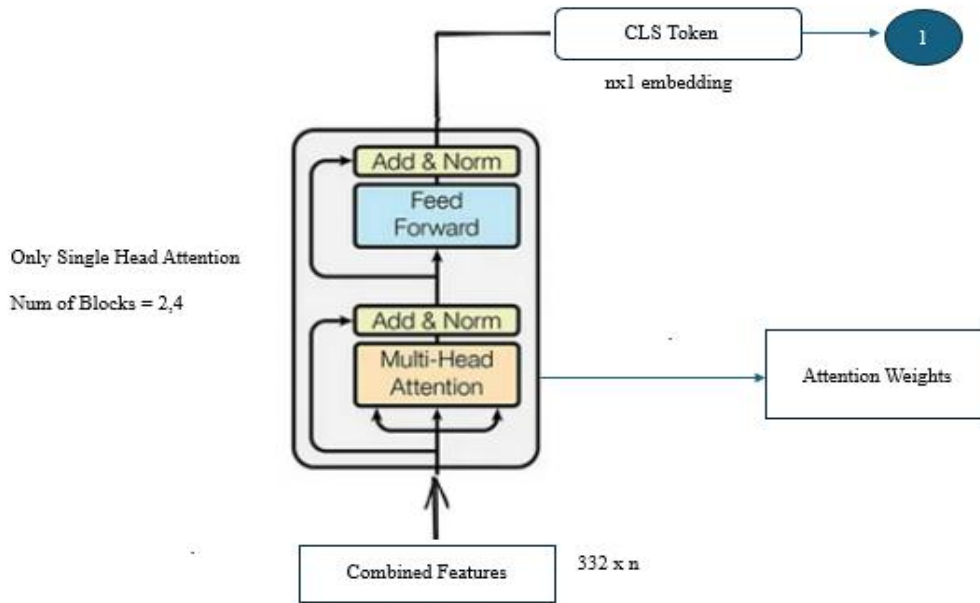 CLS Token
1
nx1 embedding
Add & Norm
Feed
Forward
Only Single Head Attention
Num of Blocks = 2,4
Add & Norm
Multi-Head
Attention
Attention Weights
Combined Features
332 x n